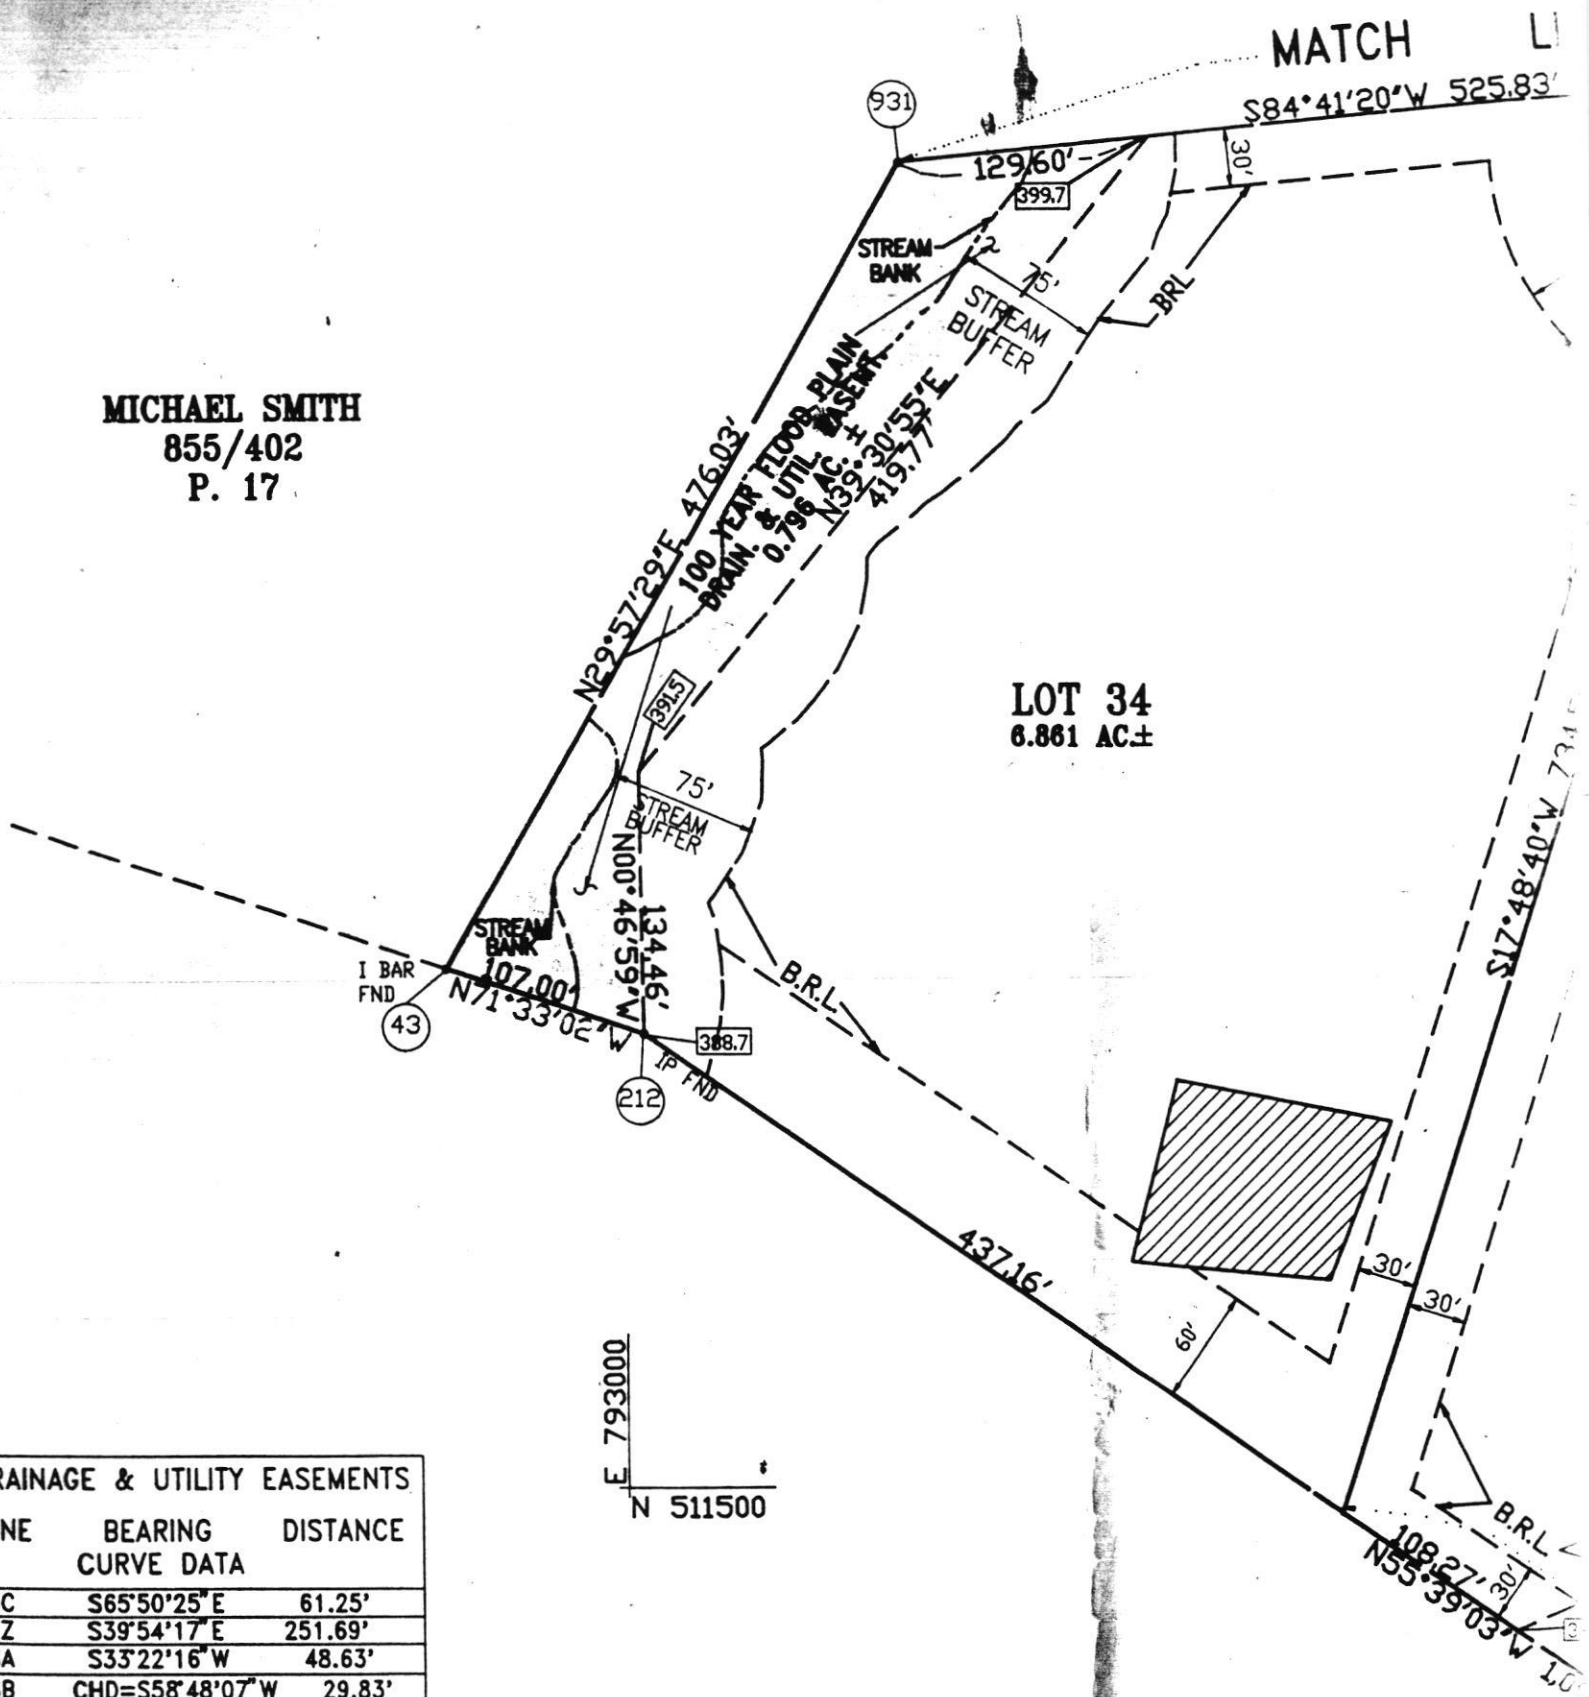 MATCH
S84°41'20"W 525.83'
931
129.60'
30'
399.7
STREAM
BANK
75'
STREAM
BUFFER
BRL
MICHAEL SMITH
855/402
P. 17
N29°57'29"E 476.03'
100 YEAR FLOOD PLAIN
DRAIN. & UTIL. EASEMT.
0.796 AC. ±
N39°30'55"E
419.77'
391.5
LOT 34
6.861 AC.±
S17°48'40"W
75'
STREAM
BUFFER
N00°46'59"W
134.46'
STREAM
BANK
I BAR
FND
43
107.00'
N71°33'02"W
388.7
IP FND
212
B.R.L.
437.16'
30'
30'
60'
E 793000
N 511500
B.R.L
108.27'
N55°39'03"W
30'
RAINAGE & UTILITY EASEMENTS
NE BEARING DISTANCE
CURVE DATA
C S65°50'25"E 61.25'
Z S39°54'17"E 251.69'
A S33°22'16"W 48.63'
B CHD=S58°48'07"W 29.83'